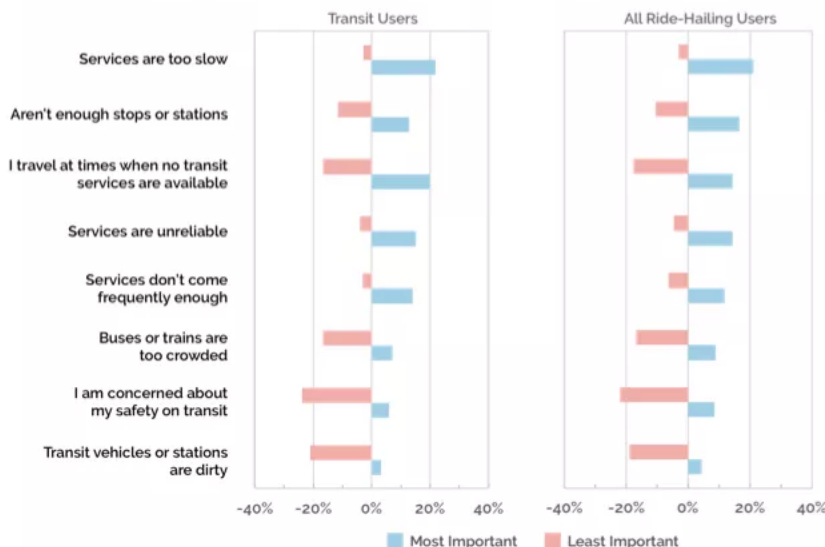 Transit Users
All Ride-Hailing Users
Services are too slow
Aren't enough stops or stations
I travel at times when no transit
services are available
Services are unreliable
Services don't come
frequently enough
Buses or trains are
too crowded
I am concerned about
my safety on transit
Transit vehicles or stations
are dirty
-40% -20% 0% 20% 40%
-40% -20% 0% 20% 40%
Most Important
Least Important